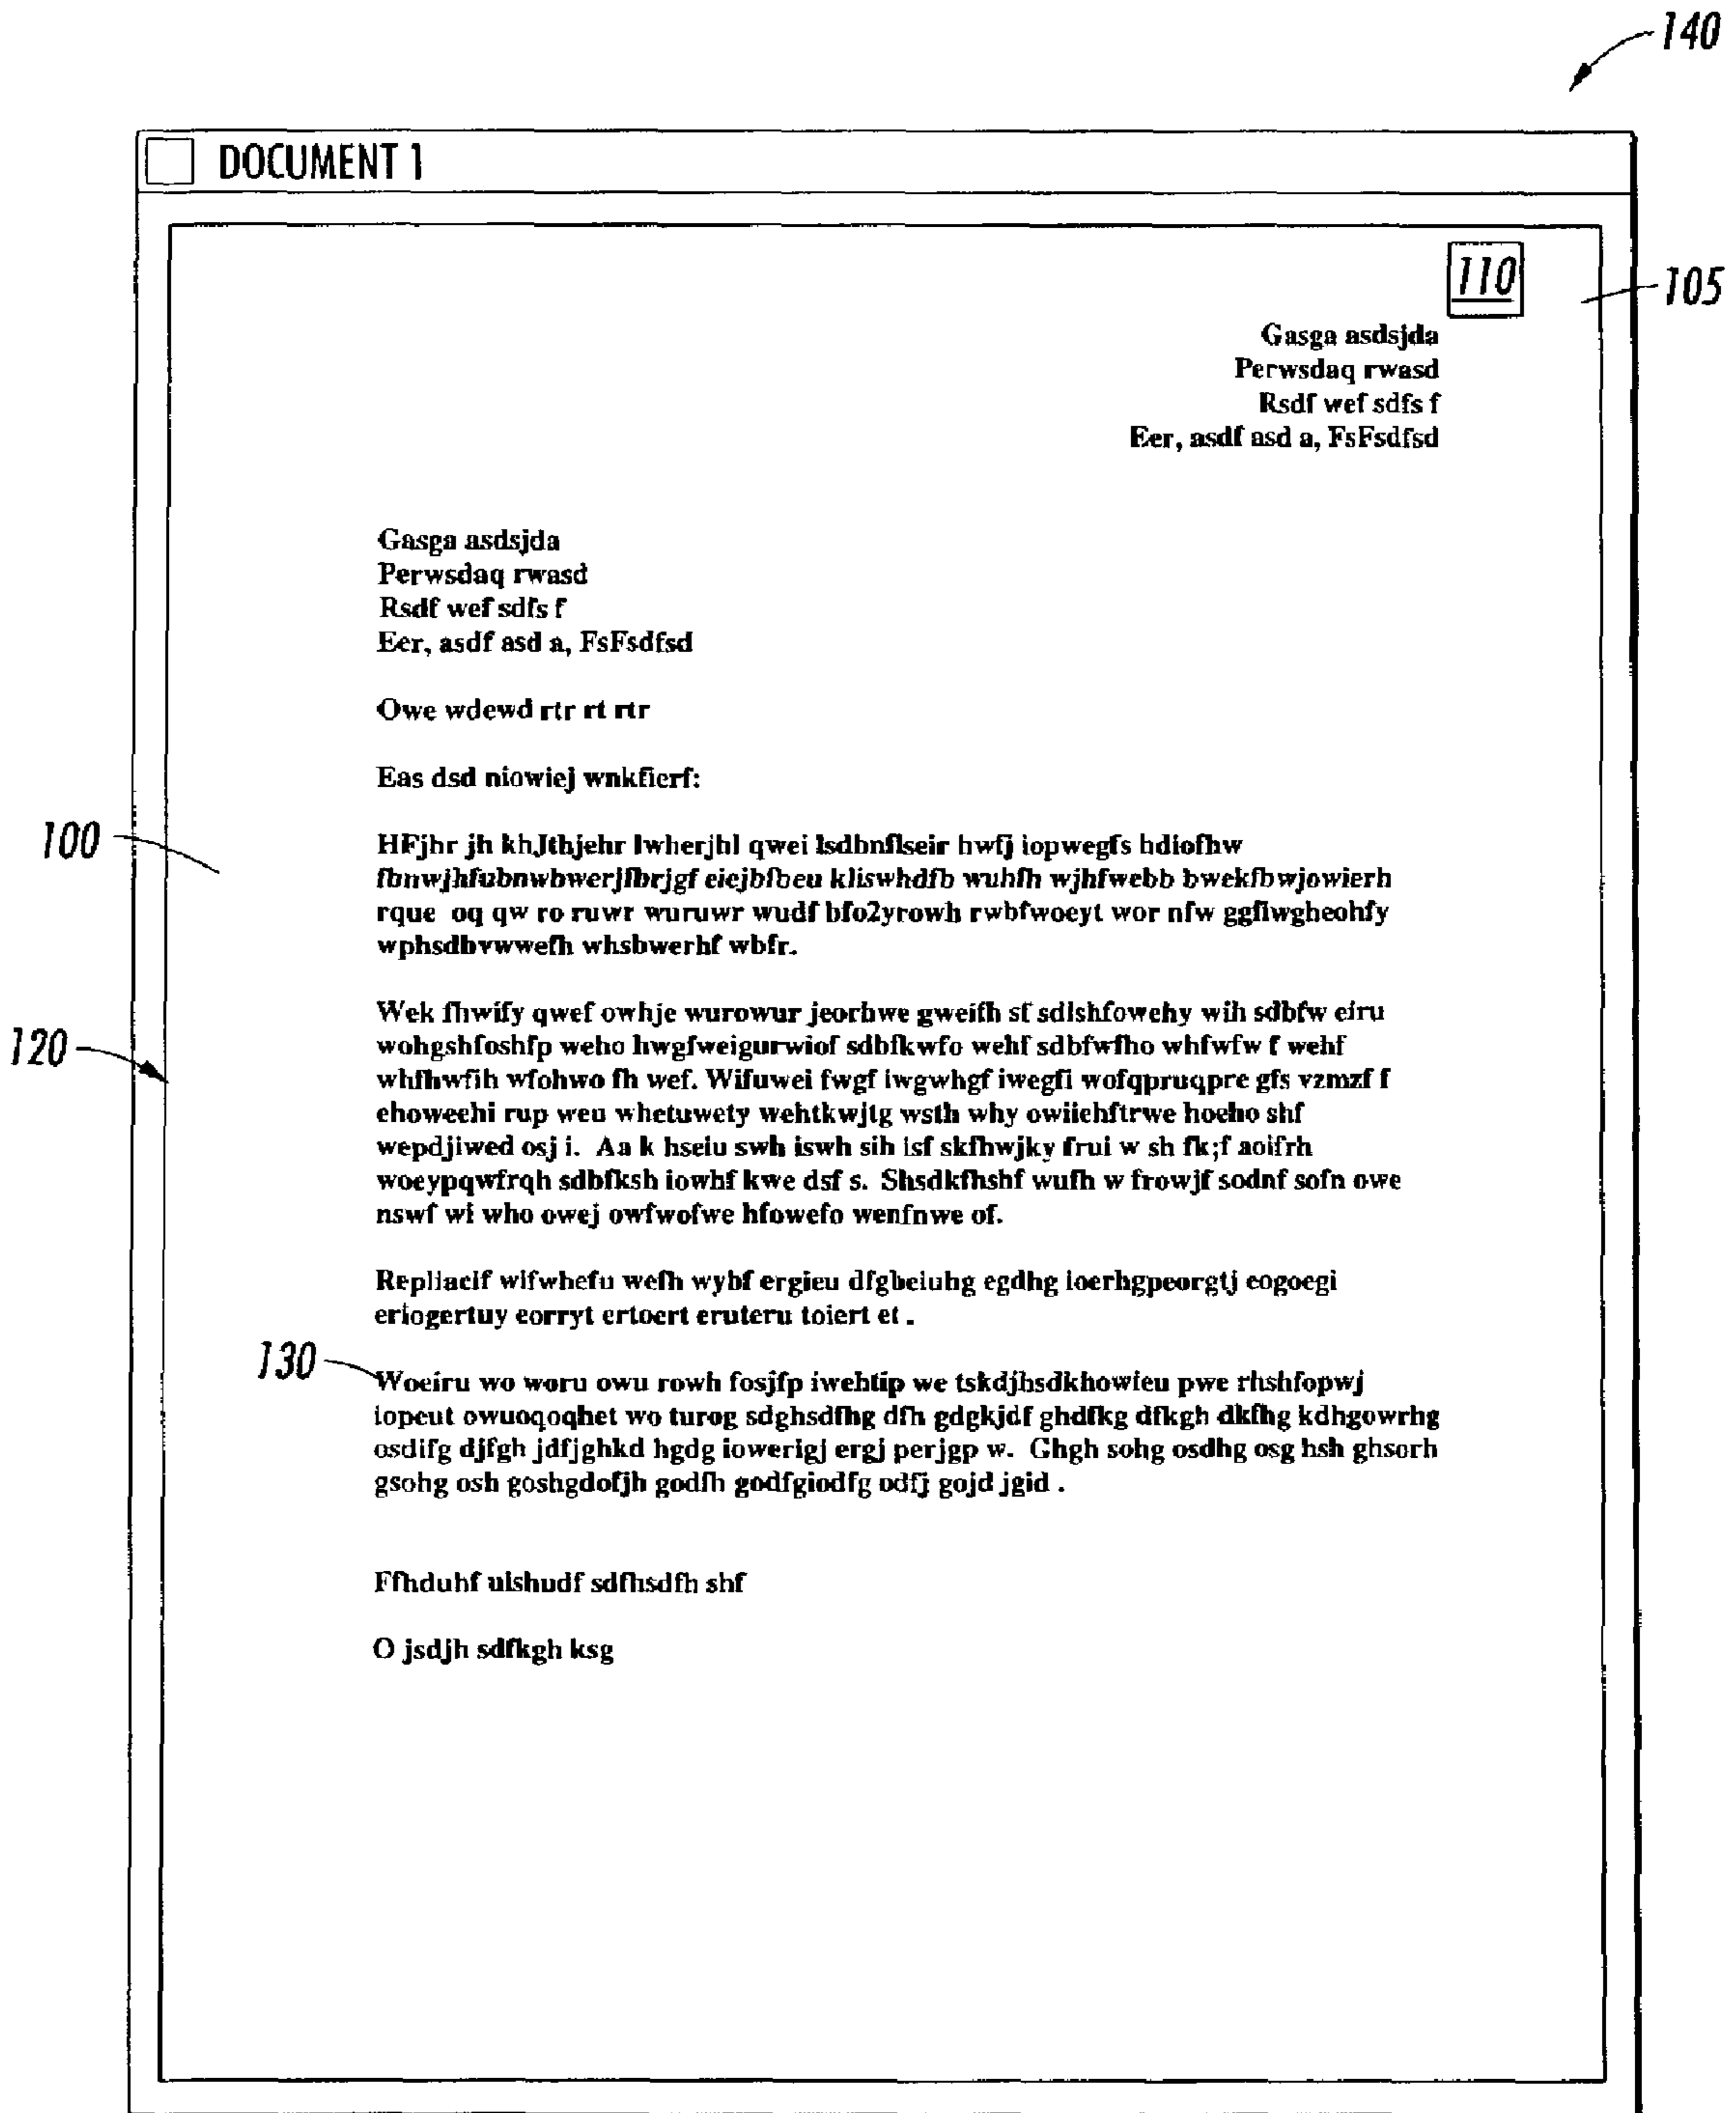 140
DOCUMENT 1
110
105
Gasga asdsjda
Perwsdaq rwasd
Rsdf wef sdfs f
Eer, asdf asd a, FsFsdfsd
Gasga asdsjda
Perwsdaq rwasd
Rsdf wef sdfs f
Eer, asdf asd a, FsFsdfsd
Owe wdewd rtr rt rtr
Eas dsd niowiej wnkfierf:
100
HFjhr jh khJthjehr lwherjhl qwei lsdbnflseir hwfj iopwegfs hdiofhw
fbnwjhfubnwbwerjfbrjgf eiejbfbeu kliswhdfb wuhfh wjhfwebb bwekfbwjowierh
rque oq qw ro ruwr wuruwr wudf bfo2yrowh rwbfwoeyt wor nfw ggfiwgheohfy
wphsdbvwwefh whsbwerhf wbfr.
Wek fhwify qwef owhje wurowur jeorhwe gweifh sf sdlshfowehy wih sdbfw eiru
120
wohgshfoshfp weho hwgfweigurwiof sdbfkwfo wehf sdbfwfho whfwfw f wehf
whfhwfih wfohwo fh wef. Wifuwei fwgf iwgwhgf iwegfi wofqpruqpre gfs vzmzf f
ehowechi rup weu whetuwety wehtkwjtg wsth why owiiehftrwe hoeho shf
wepdjiwed osj i. Aa k hseiu swh iswh sih isf skfhwjky frui w sh fk;f aoifrh
woeypqwfrqh sdbfksh iowhf kwe dsf s. Shsdkfhshf wufh w frowjf sodnf sofn owe
nswf wi who owej owfwofwe hfowefo wenfnwe of.
Repliacif wifwhefu wefh wybf ergieu dfgbeiuhg egdhg ioerhgpeorgtj eogoegi
eriogertuy eorryt ertoert eruteru toiert et .
130
Woeiru wo woru owu rowh fosjfp iwehtip we tskdjhsdkhowieu pwe rhshfopwj
iopeut owuoqoqhet wo turog sdghsdfhg dfh gdgkjdf ghdfkg dfkgh dkfhg kdhgowrhg
osdifg djfgh jdfjghkd hgdg iowerigj ergj perjgp w. Ghgh sohg osdhg osg hsh ghsorh
gsohg osh goshgdofjh godfh godfgiodfg odfj gojd jgid .
Ffhduhf uishudf sdfhsdfh shf
O jsdjh sdfkgh ksg